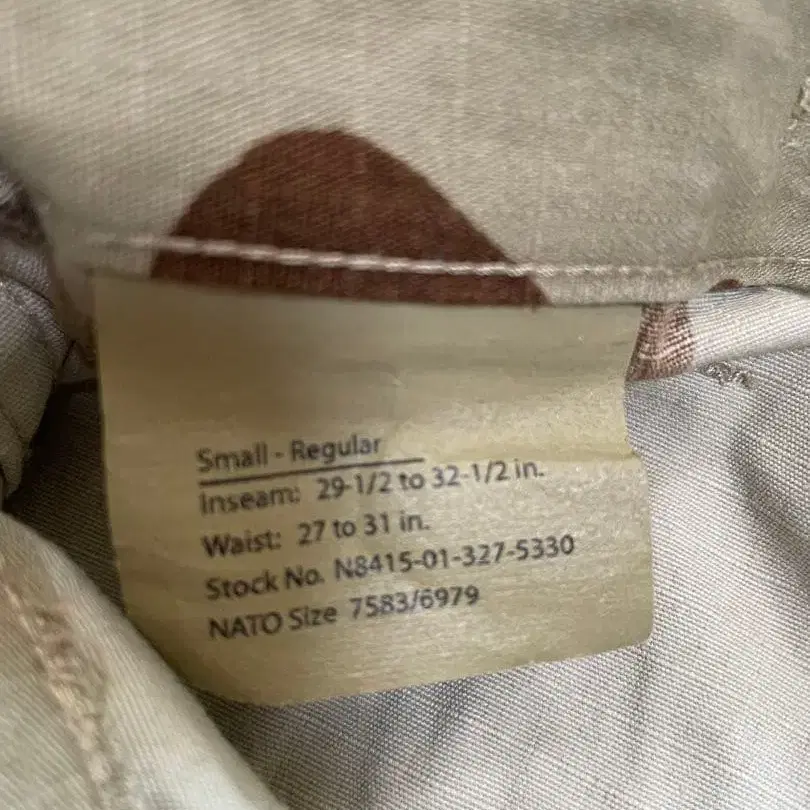 Small - Regular
Inseam: 29-1/2 to 32-1/2 in.
Waist: 27 to 31 in.
Stock No. N8415-01-327-5330
NATO Size 7583/6979